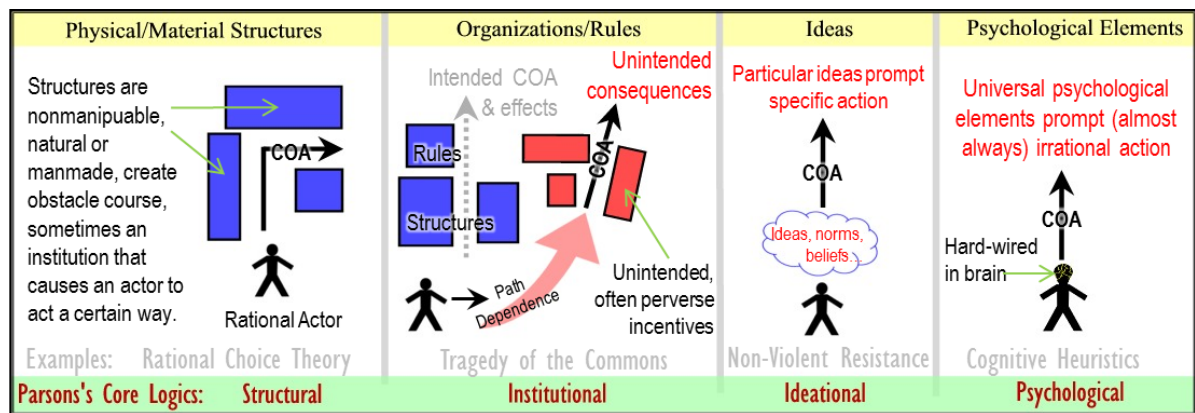 Physical/Material Structures
Structures are
nonmanipuable,
natural or
manmade, create
obstacle course,
sometimes an
institution that
causes an actor to
act a certain way.
COA
Rational Actor
Examples: Rational Choice Theory
Organizations/Rules
Intended COA
& effects
Unintended
consequences
Rules
COA
Structures
Path
Dependence
Unintended,
often perverse
incentives
Tragedy of the Commons
Ideas
Particular ideas prompt
specific action
COA
Ideas, norms,
beliefs...
Non-Violent Resistance
Psychological Elements
Universal psychological
elements prompt (almost
always) irrational action
COA
Hard-wired
in brain
Cognitive Heuristics
Parsons's Core Logics: Structural Institutional Ideational Psychological